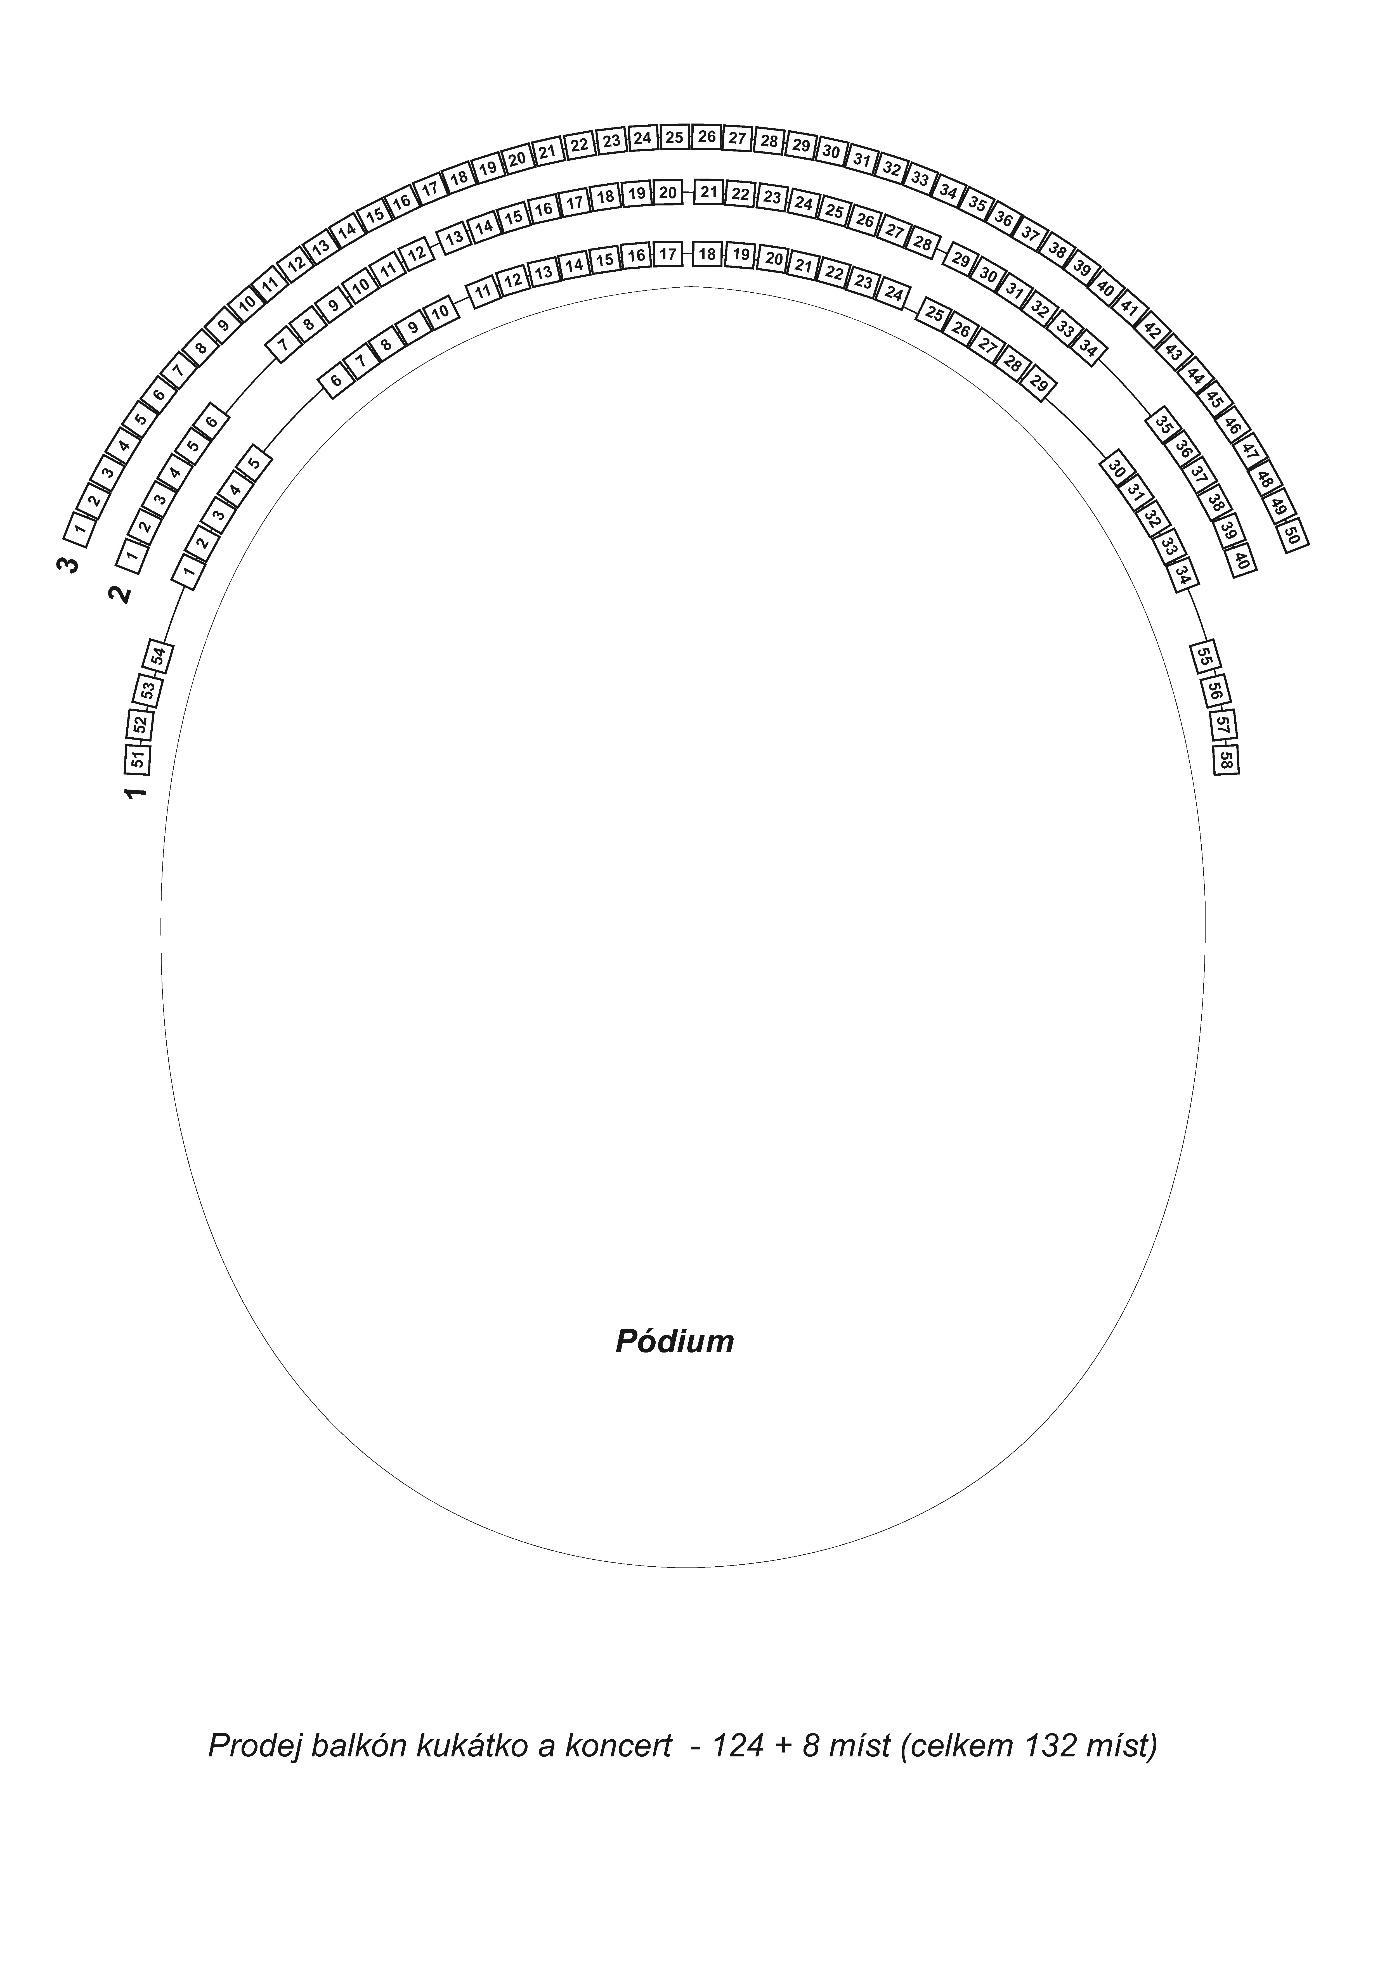 3 1 2 3 4 5 6 7 8 9 10 11 12 13 14 15 16 17 18 19 20 21 22 23 24 25 26 27 28 29 30 31 32 33 34 35 36 37 38 39 40 41 42 43 44 45 46 47 48 49 50
2 1 2 3 4 5 6 7 8 9 10 11 12 13 14 15 16 17 18 19 20 21 22 23 24 25 26 27 28 29 30 31 32 33 34 35 36 37 38 39 40
1 51 52 53 54 1 2 3 4 5 6 7 8 9 10 11 12 13 14 15 16 17 18 19 20 21 22 23 24 25 26 27 28 29 30 31 32 33 34 55 56 57 58
Pódium
Prodej balkón kukátko a koncert - 124 + 8 míst (celkem 132 míst)